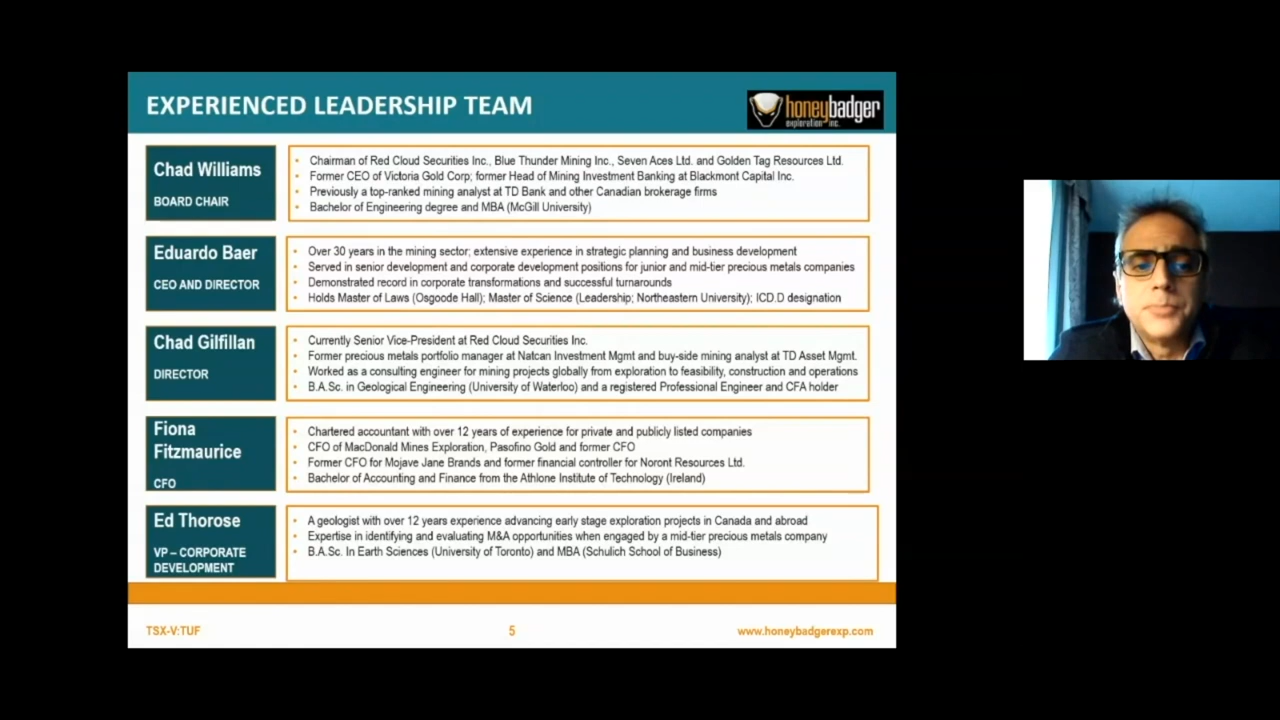 EXPERIENCED LEADERSHIP TEAM
honeybadger
exploration inc.
Chad Williams
BOARD CHAIR
• Chairman of Red Cloud Securities Inc., Blue Thunder Mining Inc., Seven Aces Ltd. and Golden Tag Resources Ltd.
• Former CEO of Victoria Gold Corp; former Head of Mining Investment Banking at Blackmont Capital Inc.
• Previously a top-ranked mining analyst at TD Bank and other Canadian brokerage firms
• Bachelor of Engineering degree and MBA (McGill University)
Eduardo Baer
CEO AND DIRECTOR
• Over 30 years in the mining sector; extensive experience in strategic planning and business development
• Served in senior development and corporate development positions for junior and mid-tier precious metals companies
• Demonstrated record in corporate transformations and successful turnarounds
• Holds Master of Laws (Osgoode Hall); Master of Science (Leadership; Northeastern University); ICD.D designation
Chad Gilfillan
DIRECTOR
• Currently Senior Vice-President at Red Cloud Securities Inc.
• Former precious metals portfolio manager at Natcan Investment Mgmt and buy-side mining analyst at TD Asset Mgmt.
• Worked as a consulting engineer for mining projects globally from exploration to feasibility, construction and operations
• B.A.Sc. in Geological Engineering (University of Waterloo) and a registered Professional Engineer and CFA holder
Fiona
Fitzmaurice
CFO
• Chartered accountant with over 12 years of experience for private and publicly listed companies
• CFO of MacDonald Mines Exploration, Pasofino Gold and former CFO
• Former CFO for Mojave Jane Brands and former financial controller for Noront Resources Ltd.
• Bachelor of Accounting and Finance from the Athlone Institute of Technology (Ireland)
Ed Thorose
VP – CORPORATE
DEVELOPMENT
• A geologist with over 12 years experience advancing early stage exploration projects in Canada and abroad
• Expertise in identifying and evaluating M&A opportunities when engaged by a mid-tier precious metals company
• B.A.Sc. In Earth Sciences (University of Toronto) and MBA (Schulich School of Business)
TSX-V:TUF
5
www.honeybadgerexp.com